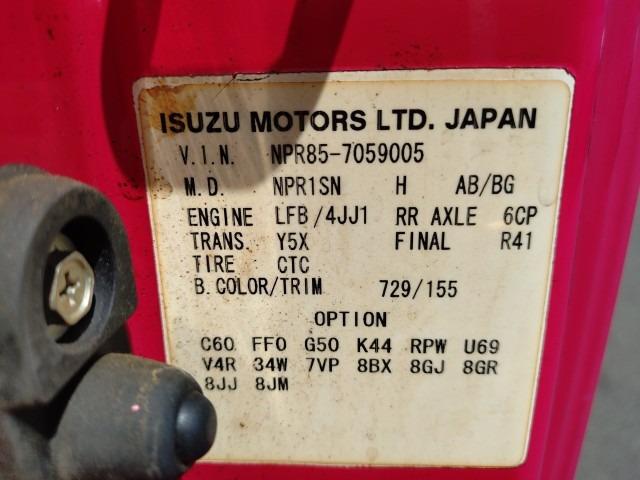 ISUZU MOTORS LTD. JAPAN
V.I.N. NPR85-7059005
M.D. NPR1SN H AB/BG
ENGINE LFB/4JJ1 RR AXLE 6CP
TRANS. Y5X FINAL R41
TIRE CTC
B.COLOR/TRIM 729/155
OPTION
C60 FF0 G50 K44 RPW U69
V4R 34W 7VP 8BX 8GJ 8GR
8JJ 8JM